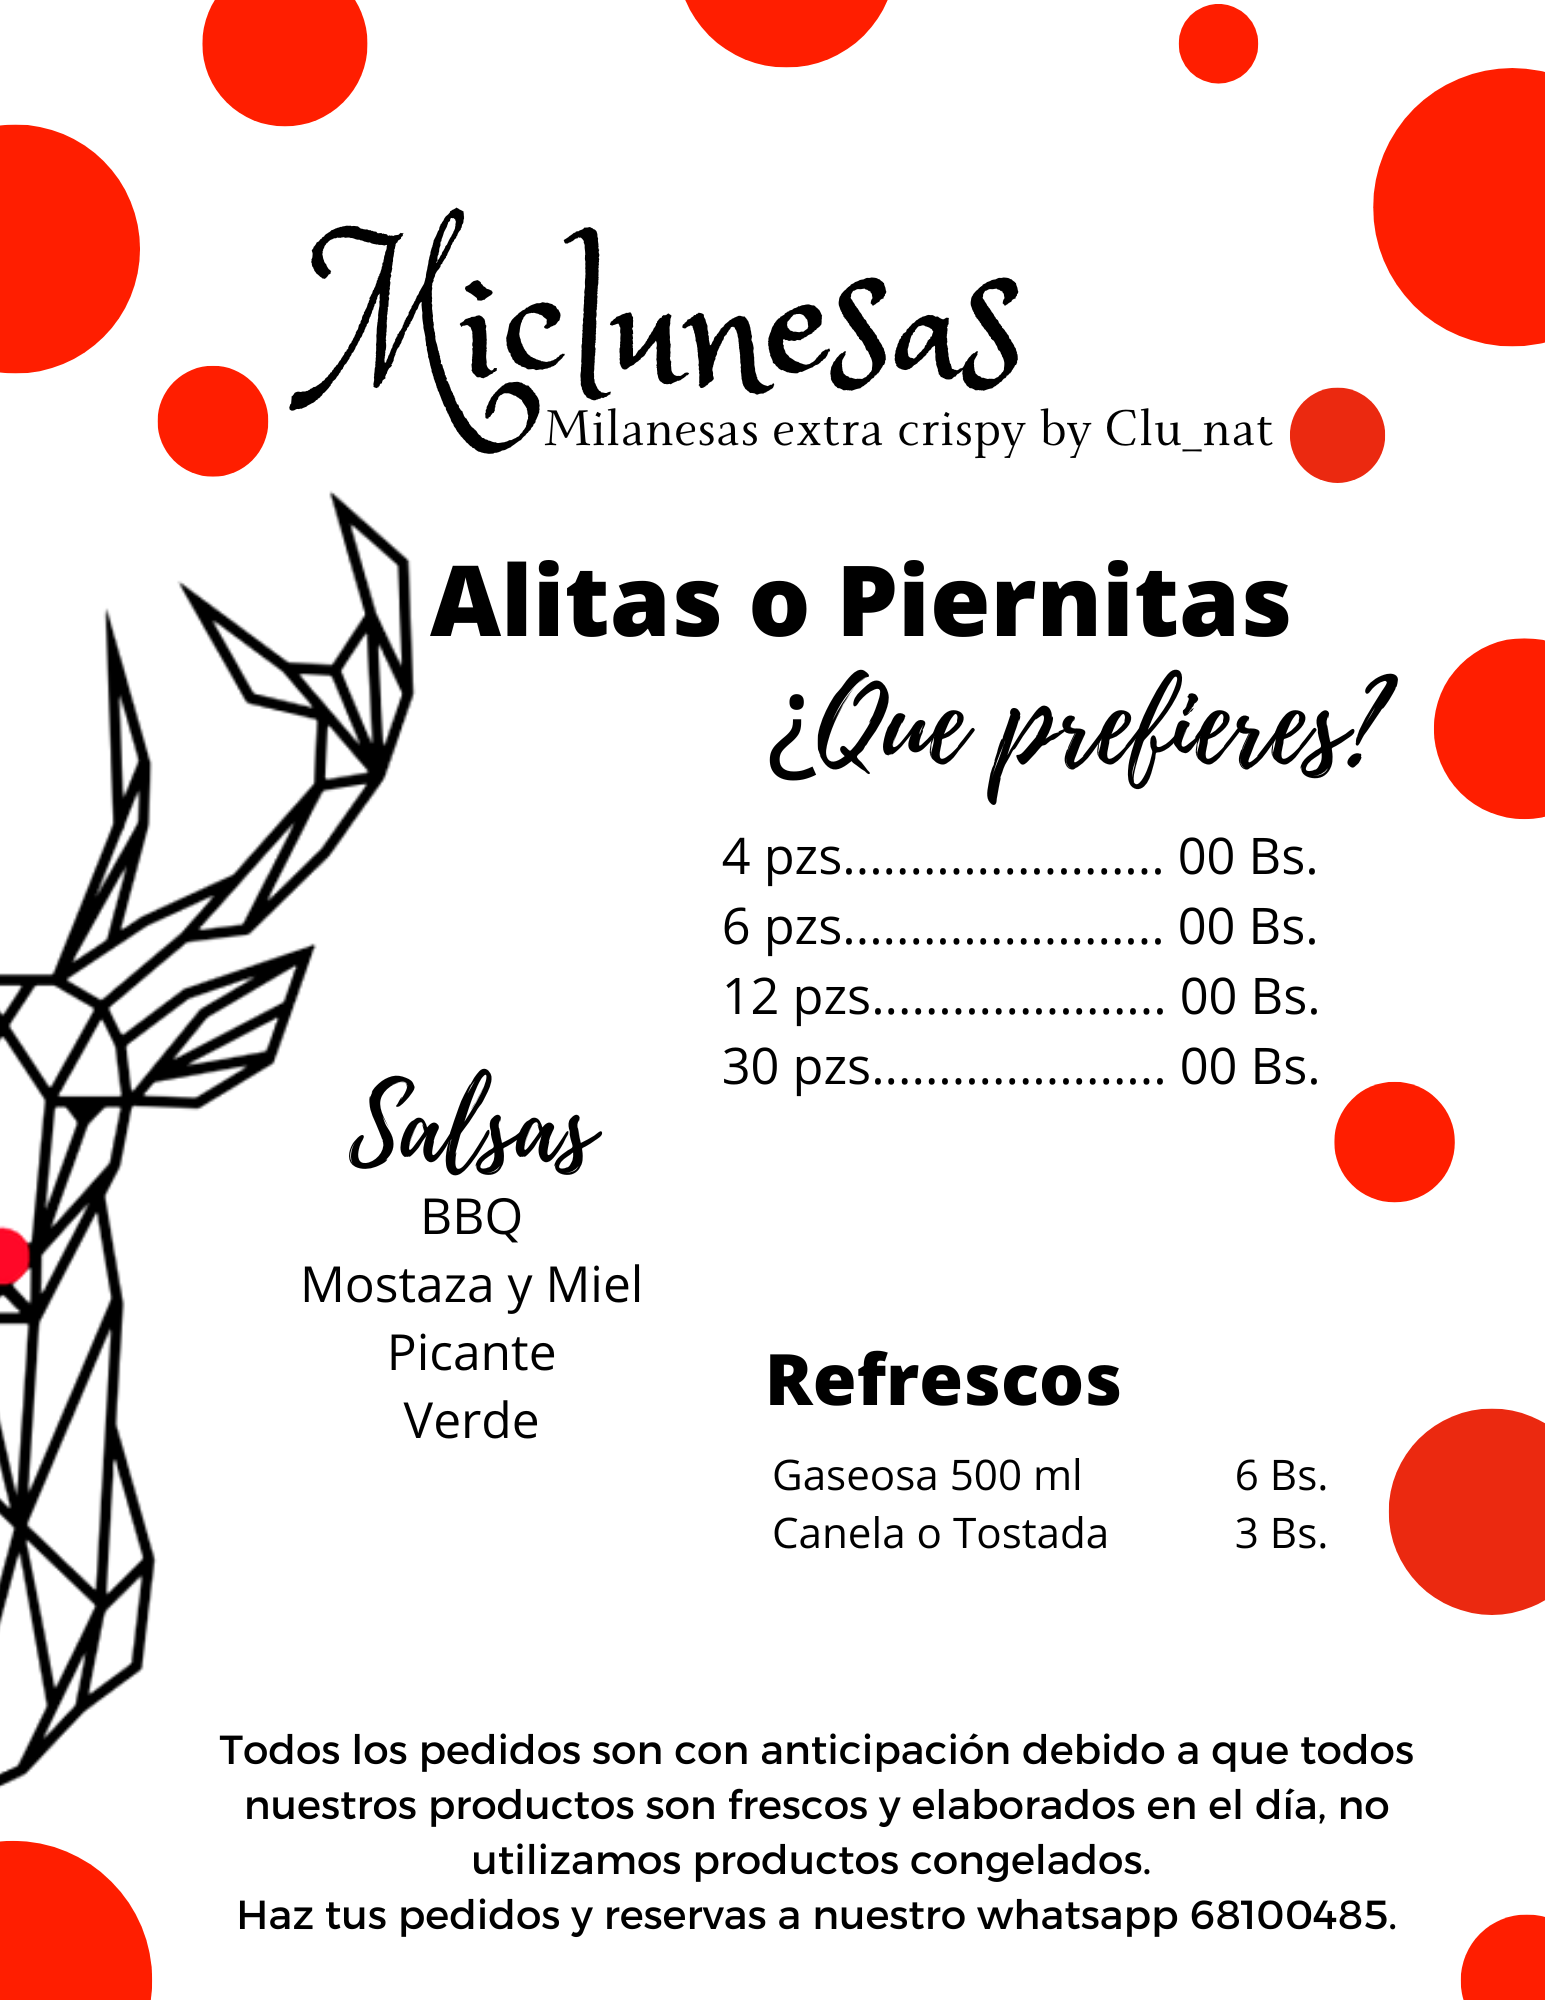 Miclunesas
Milanesas extra crispy by Clu_nat
Alitas o Piernitas
¿Que prefieres?
4 pzs........................ 00 Bs.
6 pzs........................ 00 Bs.
12 pzs...................... 00 Bs.
30 pzs...................... 00 Bs.
Salsas
BBQ
Mostaza y Miel
Picante
Verde
Refrescos
Gaseosa 500 ml 6 Bs.
Canela o Tostada 3 Bs.
Todos los pedidos son con anticipación debido a que todos
nuestros productos son frescos y elaborados en el día, no
utilizamos productos congelados.
Haz tus pedidos y reservas a nuestro whatsapp 68100485.